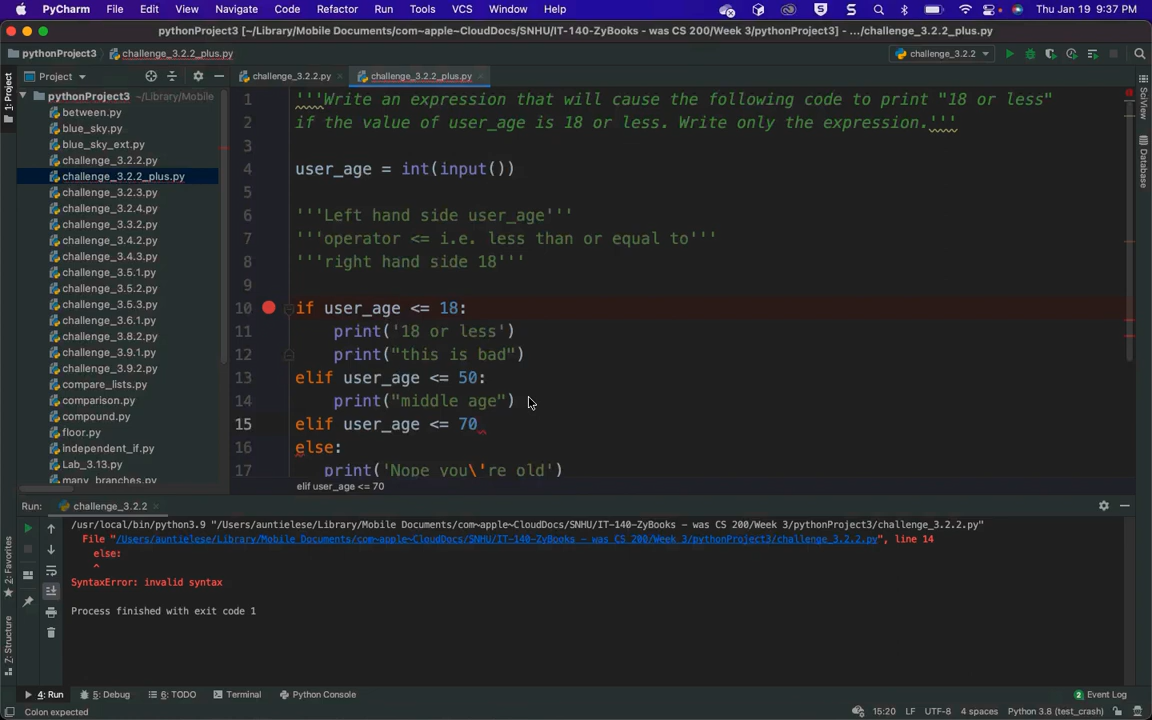 PyCharm File Edit View Navigate Code Refactor Run Tools VCS Window Help Thu Jan 19 9:37 PM
pythonProject3 [~/Library/Mobile Documents/com~apple~CloudDocs/SNHU/IT-140-ZyBooks - was CS 200/Week 3/pythonProject3] - .../challenge_3.2.2_plus.py
pythonProject3 challenge_3.2.2_plus.py challenge_3.2.2
Project challenge_3.2.2.py challenge_3.2.2_plus.py
1: Project
pythonProject3 ~/Library/Mobile
between.py
blue_sky.py
blue_sky_ext.py
challenge_3.2.2.py
challenge_3.2.2_plus.py
challenge_3.2.3.py
challenge_3.2.4.py
challenge_3.3.2.py
challenge_3.4.2.py
challenge_3.4.3.py
challenge_3.5.1.py
challenge_3.5.2.py
challenge_3.5.3.py
challenge_3.6.1.py
challenge_3.8.2.py
challenge_3.9.1.py
challenge_3.9.2.py
compare_lists.py
comparison.py
compound.py
floor.py
independent_if.py
Lab_3.13.py
many_branches.py
1 '''Write an expression that will cause the following code to print "18 or less"
2 if the value of user_age is 18 or less. Write only the expression.'''
3
4 user_age = int(input())
5
6 '''Left hand side user_age'''
7 '''operator <= i.e. less than or equal to'''
8 '''right hand side 18'''
9
10 if user_age <= 18:
11 print('18 or less')
12 print("this is bad")
13 elif user_age <= 50:
14 print("middle age")
15 elif user_age <= 70
16 else:
17 print('Nope you\'re old')
elif user_age <= 70
SciView
Database
Run: challenge_3.2.2
/usr/local/bin/python3.9 "/Users/auntielese/Library/Mobile Documents/com~apple~CloudDocs/SNHU/IT-140-ZyBooks - was CS 200/Week 3/pythonProject3/challenge_3.2.2.py"
File "/Users/auntielese/Library/Mobile Documents/com~apple~CloudDocs/SNHU/IT-140-ZyBooks - was CS 200/Week 3/pythonProject3/challenge_3.2.2.py", line 14
else:
^
SyntaxError: invalid syntax
Process finished with exit code 1
2: Favorites
7: Structure
4: Run 5: Debug 6: TODO Terminal Python Console 2 Event Log
Colon expected 15:20 LF UTF-8 4 spaces Python 3.8 (test_crash)